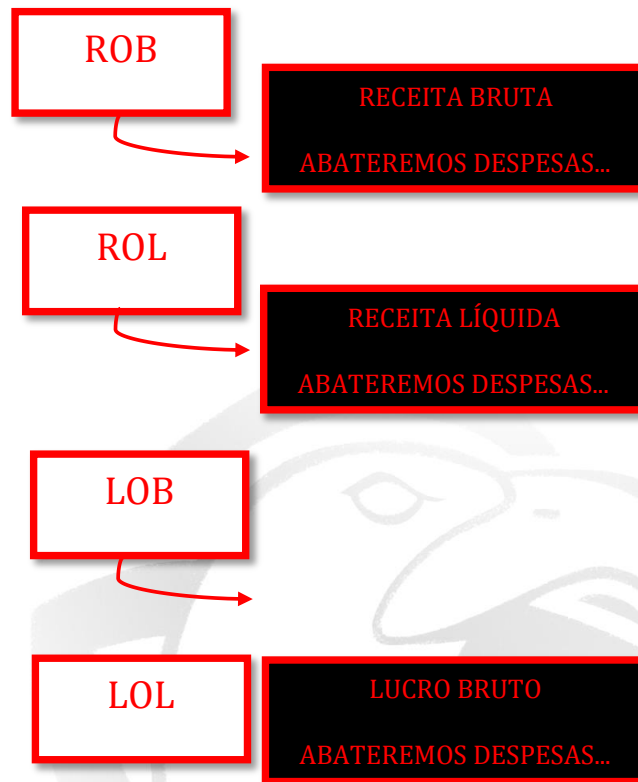 ROB
RECEITA BRUTA
ABATEREMOS DESPESAS...
ROL
RECEITA LÍQUIDA
ABATEREMOS DESPESAS...
LOB
LOL
LUCRO BRUTO
ABATEREMOS DESPESAS...